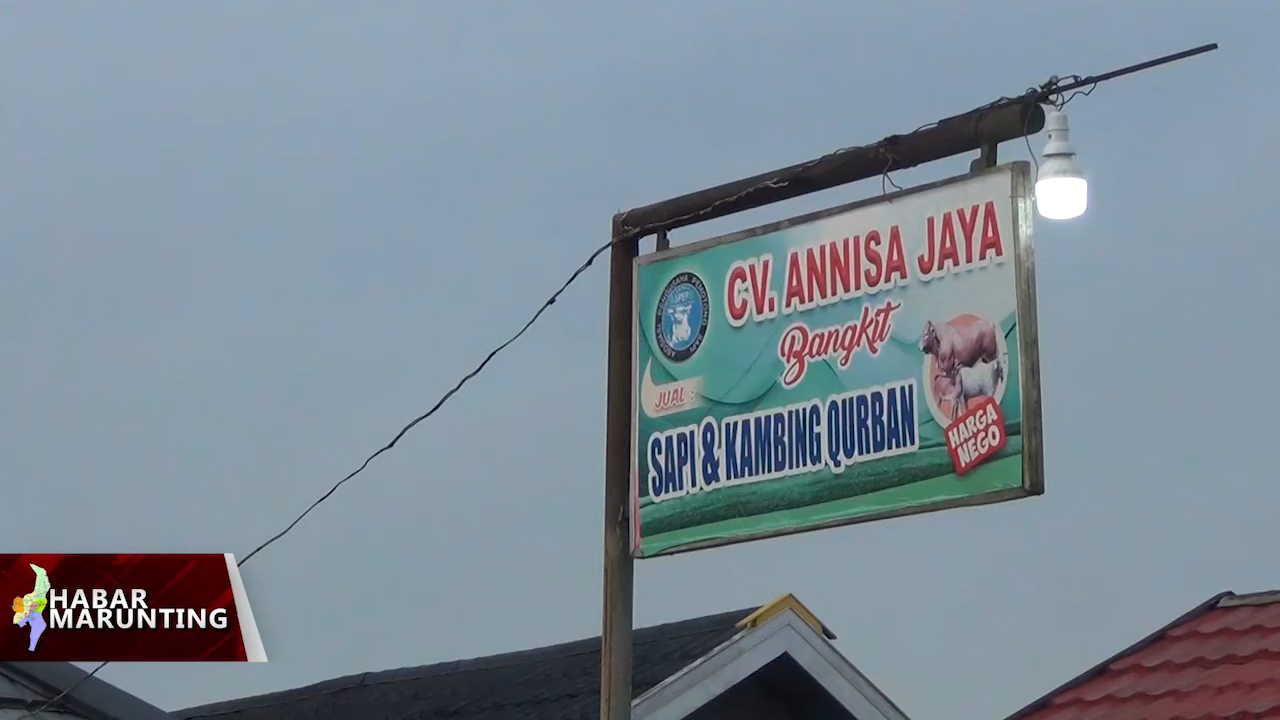 CV. ANNISA JAYA
Bangkit
JUAL :
SAPI & KAMBING QURBAN
HARGA
NEGO
HABAR
MARUNTING